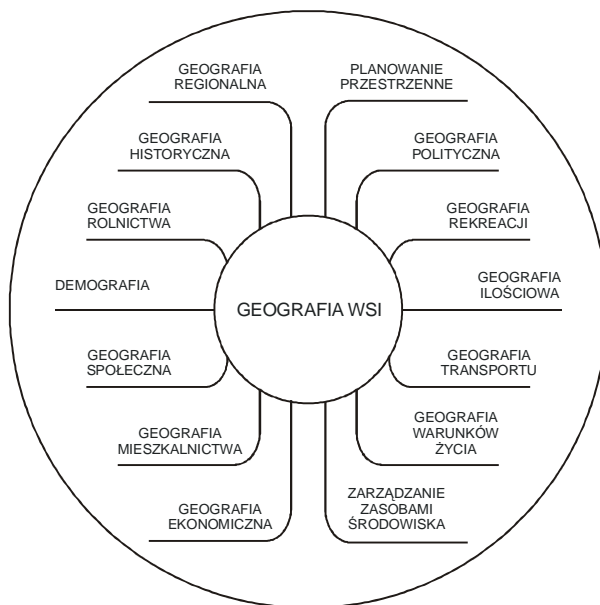 GEOGRAFIA
REGIONALNA
PLANOWANIE
PRZESTRZENNE
GEOGRAFIA
HISTORYCZNA
GEOGRAFIA
POLITYCZNA
GEOGRAFIA
ROLNICTWA
GEOGRAFIA
REKREACJI
DEMOGRAFIA
GEOGRAFIA
ILOŚCIOWA
GEOGRAFIA WSI
GEOGRAFIA
SPOŁECZNA
GEOGRAFIA
TRANSPORTU
GEOGRAFIA
MIESZKALNICTWA
GEOGRAFIA
WARUNKÓW
ŻYCIA
GEOGRAFIA
EKONOMICZNA
ZARZĄDZANIE
ZASOBAMI
ŚRODOWISKA